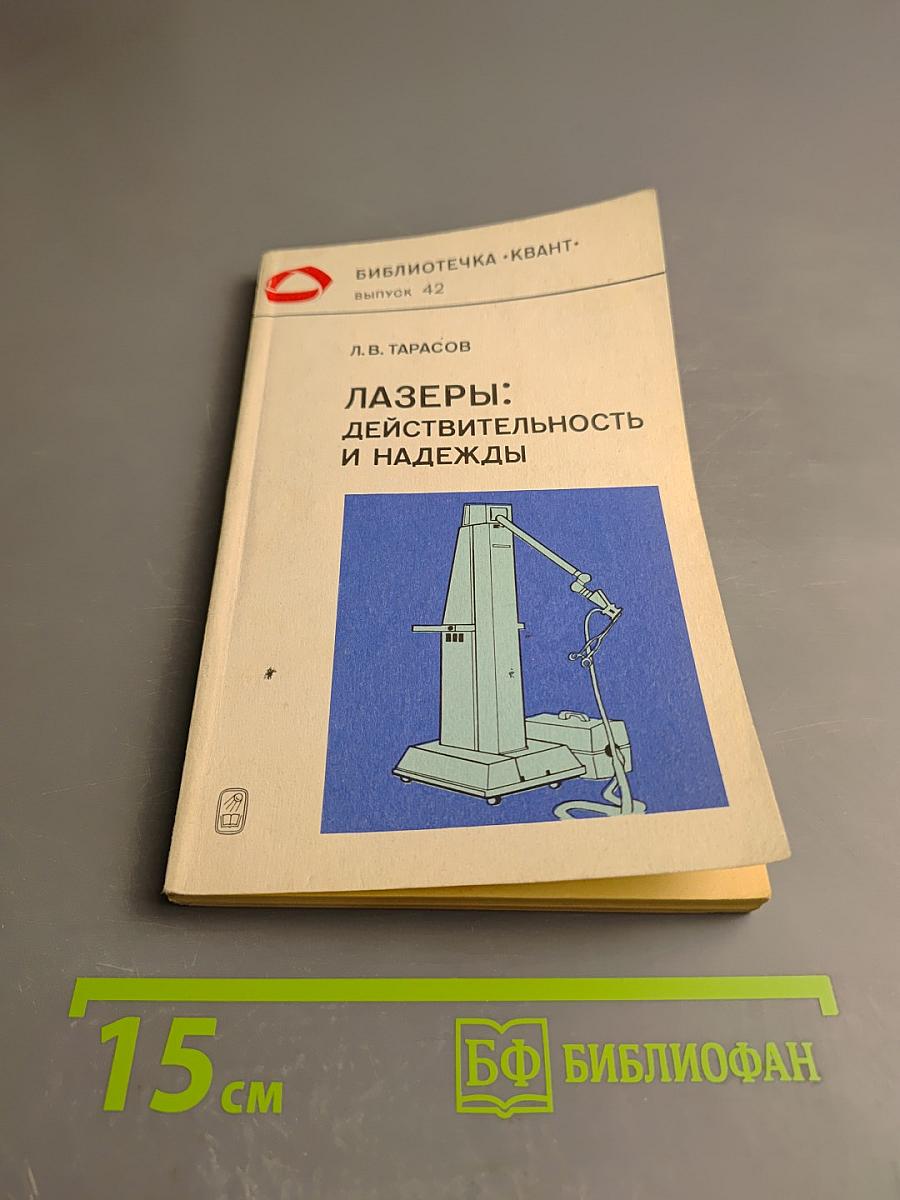 БИБЛИОТЕЧКА •КВАНТ•
ВЫПУСК 42
Л. В. ТАРАСОВ
ЛАЗЕРЫ:
ДЕЙСТВИТЕЛЬНОСТЬ
И НАДЕЖДЫ
15 см
БФ БИБЛИОФАН